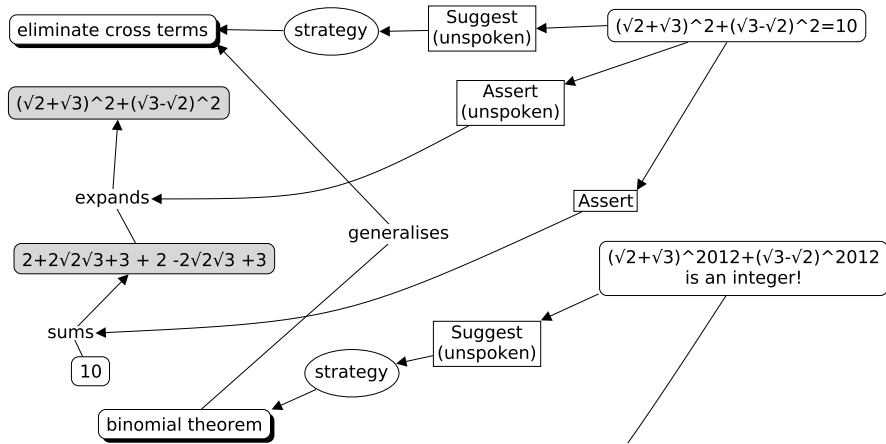 eliminate cross terms
strategy
Suggest
(unspoken)
(√2+√3)^2+(√3-√2)^2=10
(√2+√3)^2+(√3-√2)^2
Assert
(unspoken)
expands
Assert
generalises
2+2√2√3+3 + 2 -2√2√3 +3
(√2+√3)^2012+(√3-√2)^2012
is an integer!
sums
Suggest
(unspoken)
10
strategy
binomial theorem